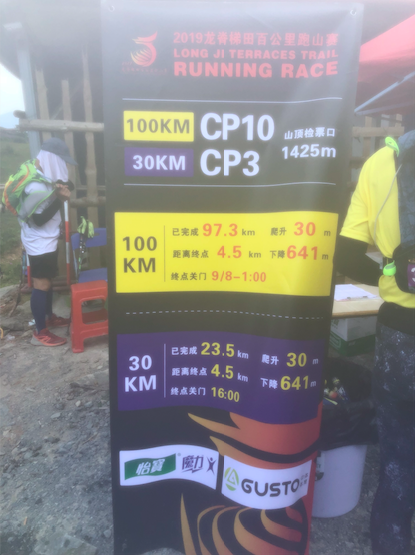 2019龙脊梯田百公里跑山赛
LONG JI TERRACES TRAIL
RUNNING RACE
100KM CP10 山顶检票口
30KM CP3 1425m
100 KM
已完成 97.3 km 爬升 30 m
距离终点 4.5 km 下降 641 m
终点关门 9/8-1:00
30 KM
已完成 23.5 km 爬升 30 m
距离终点 4.5 km 下降 641 m
终点关门 16:00
怡宝 魔力 GUSTO